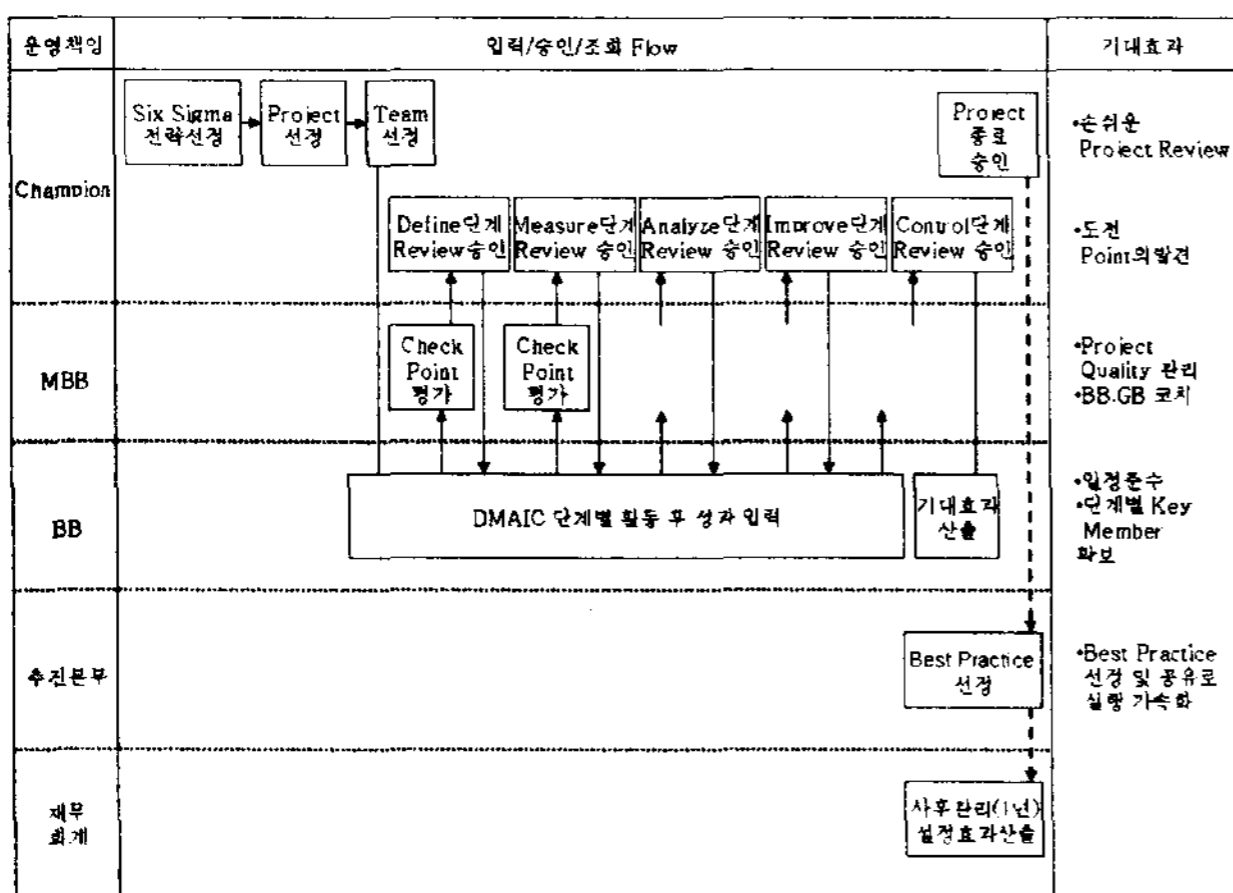 운영책임
입력/승인/조회 Flow
기대효과
Champion
Six Sigma
전략선정
Project
선정
Team
선정
Project
종료
승인
•손쉬운
Project Review
Define단계
Review승인
Measure단계
Review 승인
Analyze단계
Review 승인
Improve단계
Review 승인
Control단계
Review 승인
•도전
Point의발견
MBB
Check
Point
평가
Check
Point
평가
•Project
Quality 관리
•BB.GB 코치
BB
DMAIC 단계별 활동 후 성과 입력
기대효과
산출
•일정준수
•단계별 Key
Member
확보
추진본부
Best Practice
선정
•Best Practice
선정 및 공유로
실행 가속화
재무
회계
사후관리(1년)